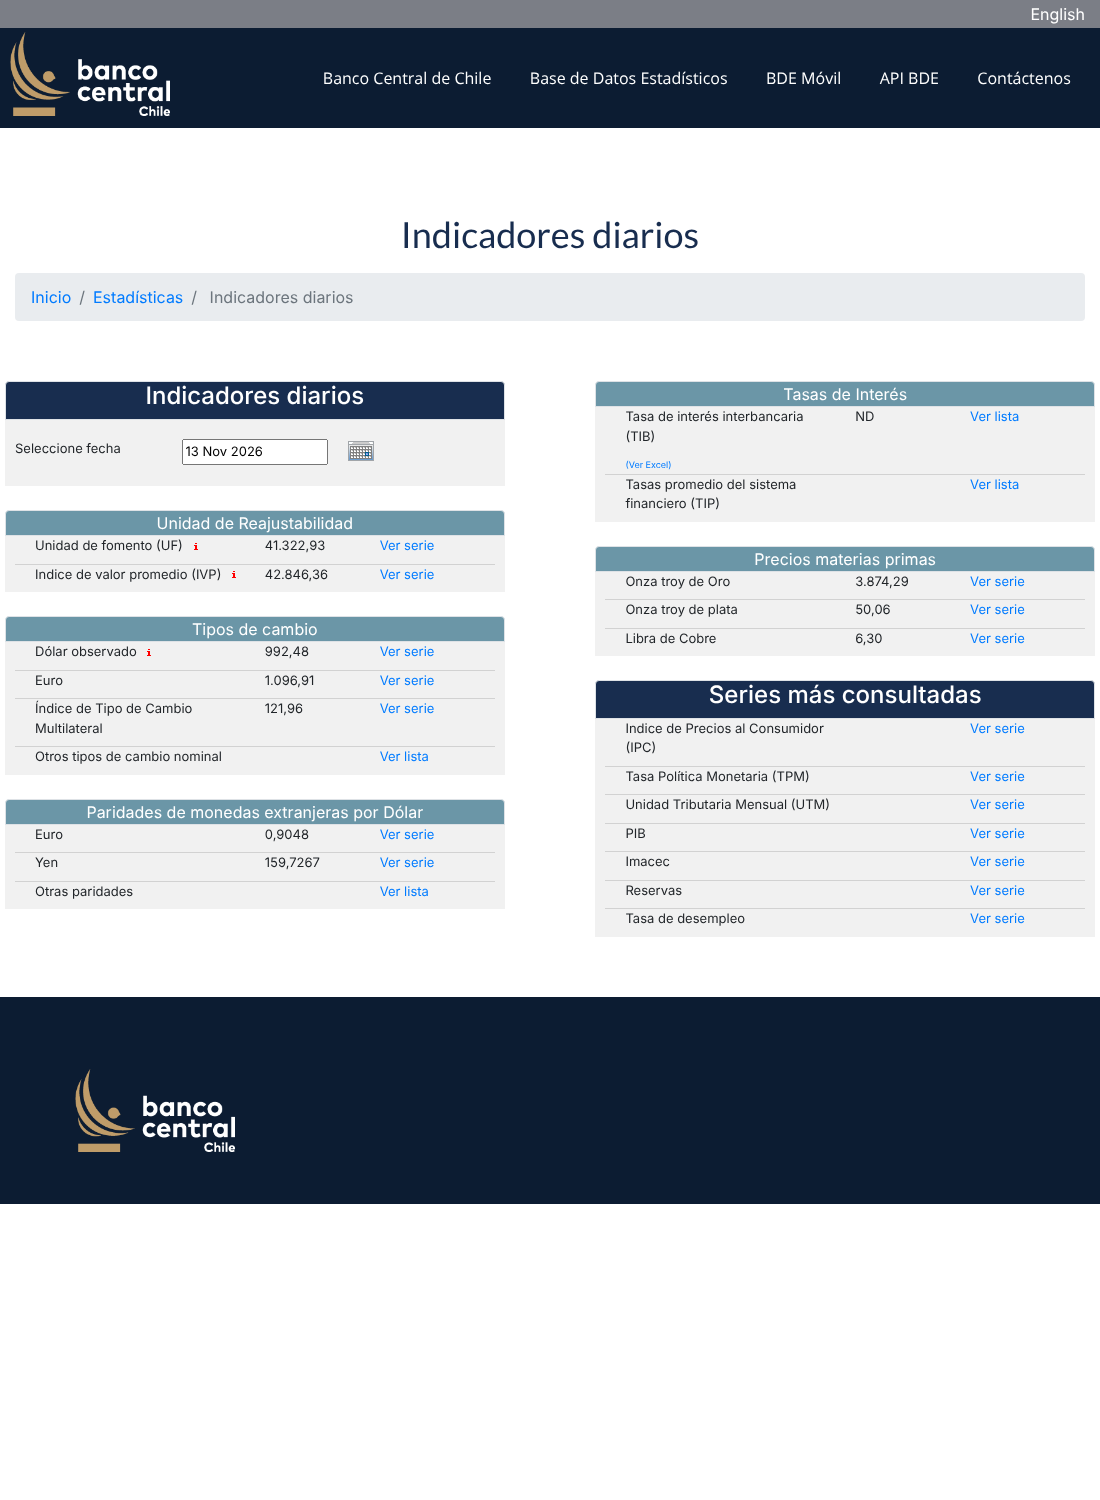 English
banco
central
Chile
Banco Central de Chile
Base de Datos Estadísticos
BDE Móvil
API BDE
Contáctenos
Indicadores diarios
Inicio / Estadísticas / Indicadores diarios
Indicadores diarios
Seleccione fecha 13 Nov 2026
Unidad de Reajustabilidad
Unidad de fomento (UF) i 41.322,93 Ver serie
Indice de valor promedio (IVP) i 42.846,36 Ver serie
Tipos de cambio
Dólar observado i 992,48 Ver serie
Euro 1.096,91 Ver serie
Índice de Tipo de Cambio 121,96 Ver serie
Multilateral
Otros tipos de cambio nominal Ver lista
Paridades de monedas extranjeras por Dólar
Euro 0,9048 Ver serie
Yen 159,7267 Ver serie
Otras paridades Ver lista
Tasas de Interés
Tasa de interés interbancaria ND Ver lista
(TIB)
(Ver Excel)
Tasas promedio del sistema Ver lista
financiero (TIP)
Precios materias primas
Onza troy de Oro 3.874,29 Ver serie
Onza troy de plata 50,06 Ver serie
Libra de Cobre 6,30 Ver serie
Series más consultadas
Indice de Precios al Consumidor Ver serie
(IPC)
Tasa Política Monetaria (TPM) Ver serie
Unidad Tributaria Mensual (UTM) Ver serie
PIB Ver serie
Imacec Ver serie
Reservas Ver serie
Tasa de desempleo Ver serie
banco
central
Chile